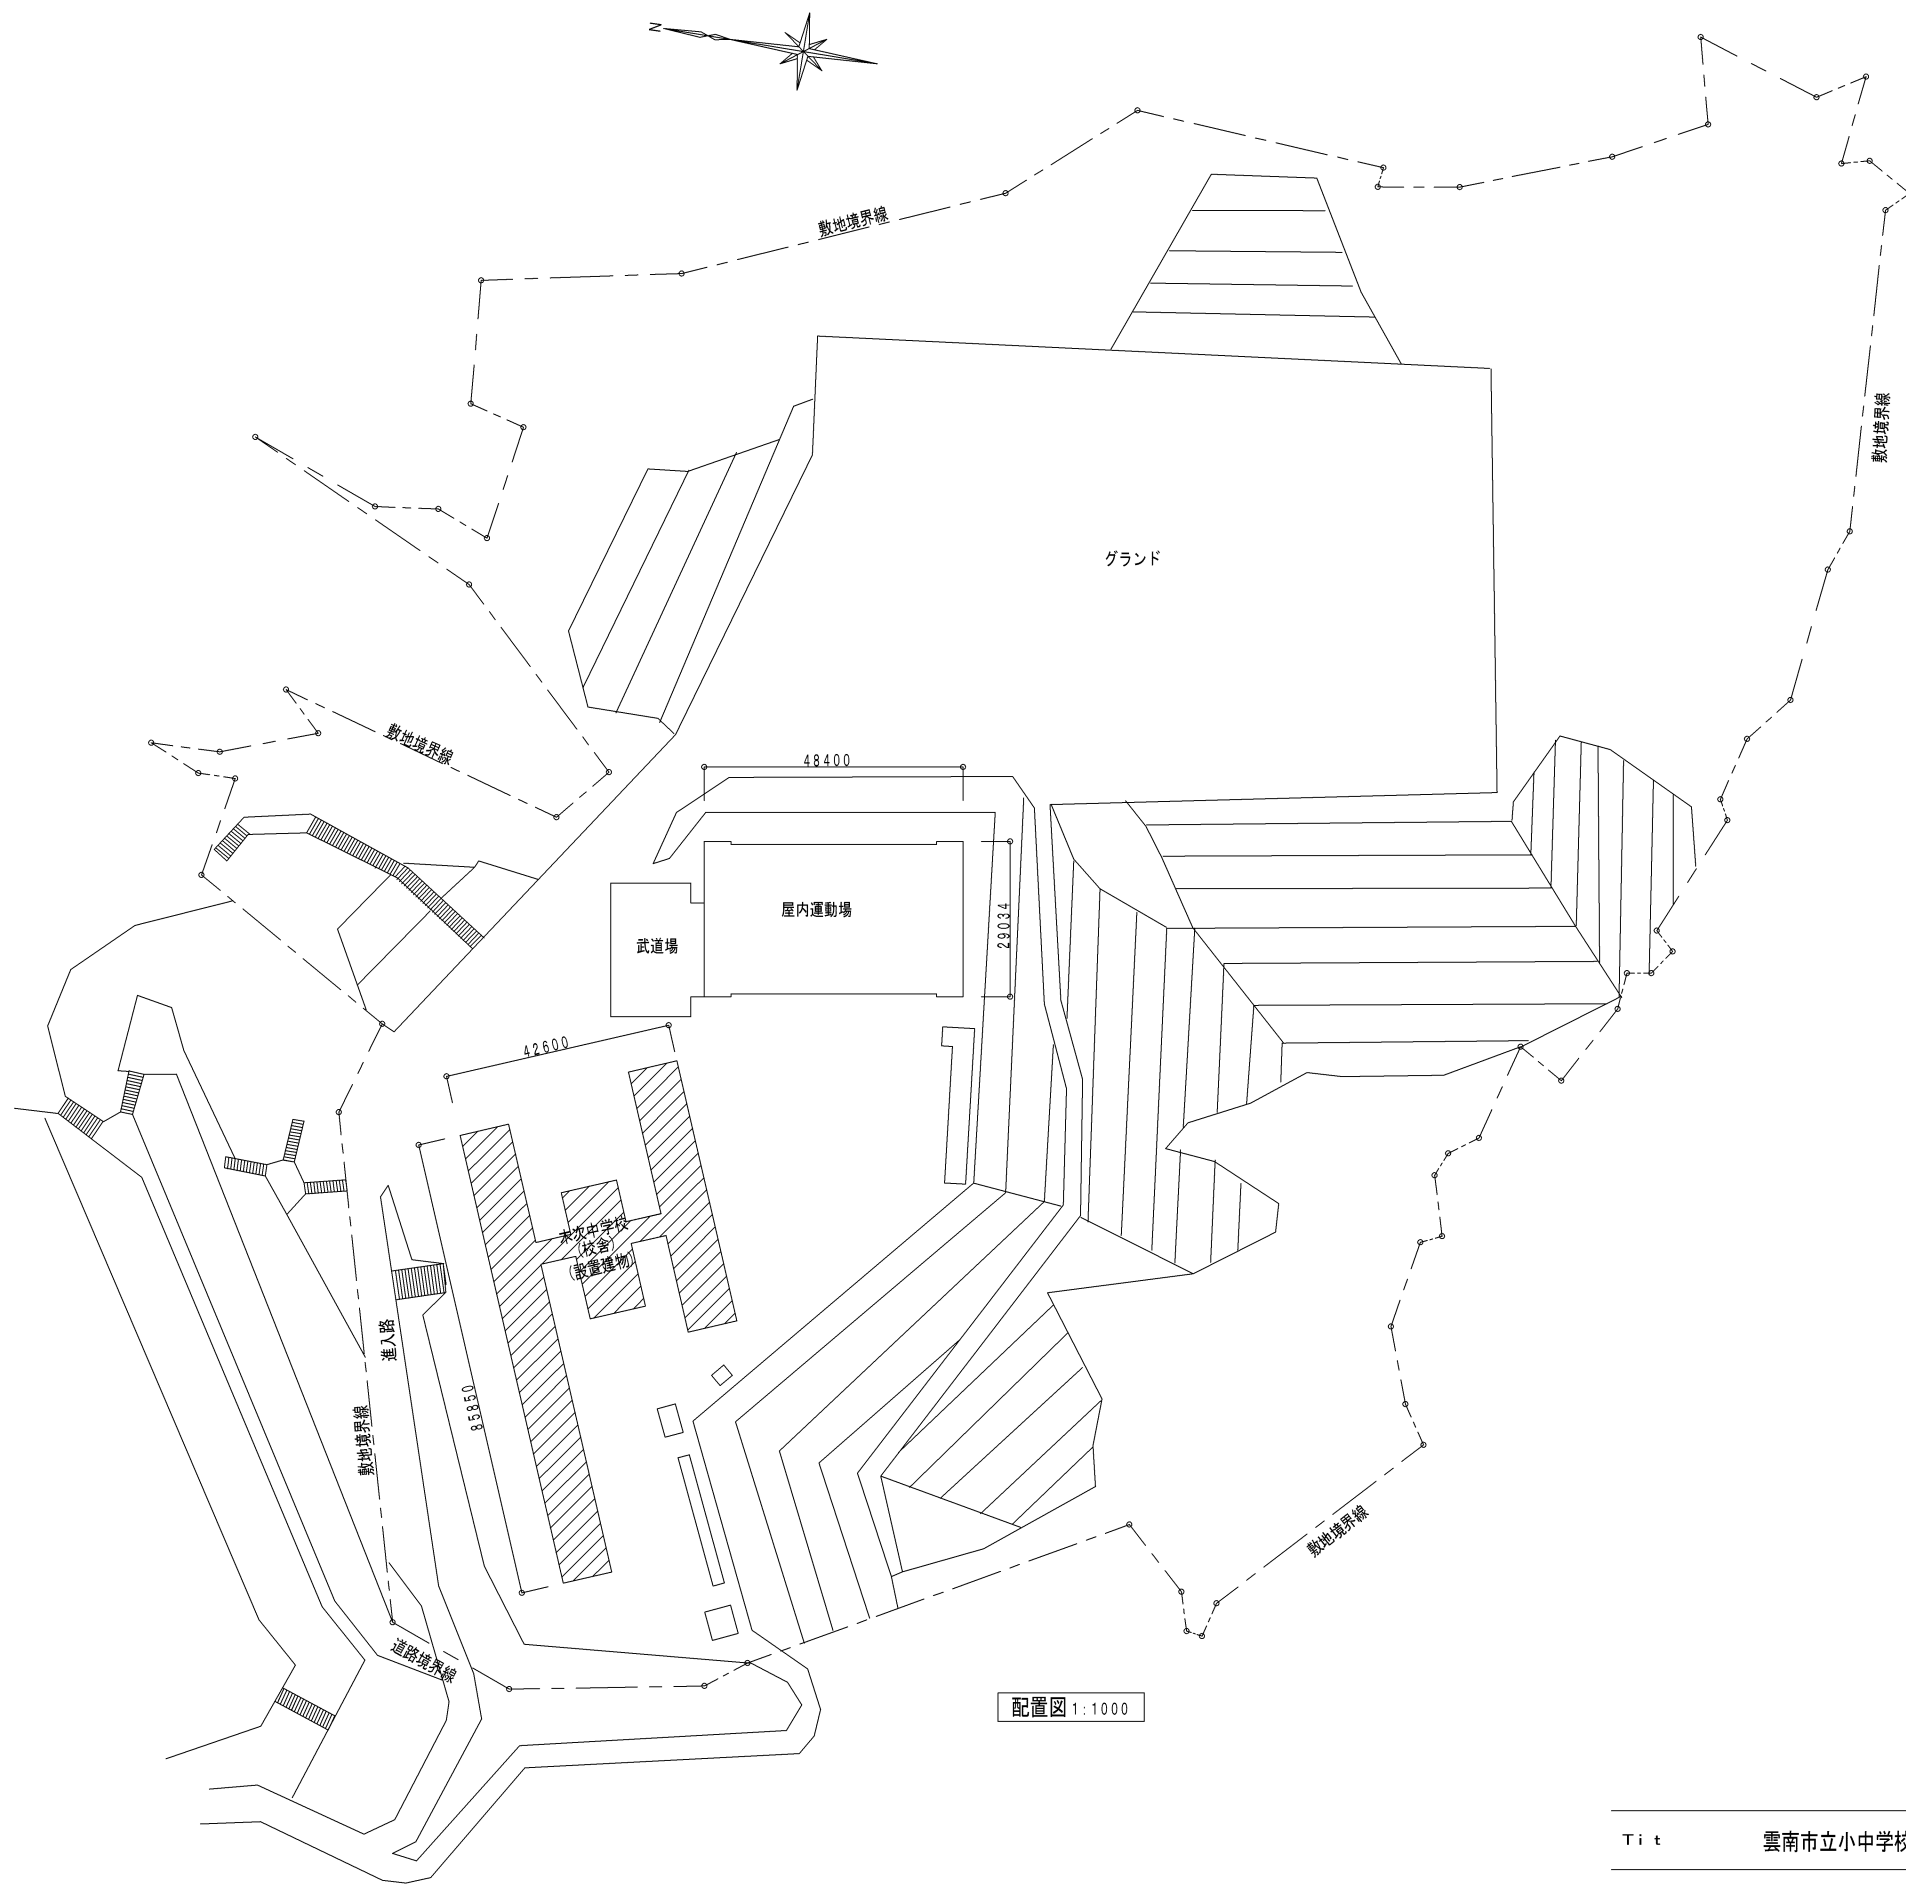 N
敷地境界線
敷地境界線
グランド
敷地境界線
48400
屋内運動場
武道場
29034
42600
末次中学校
(校舎)
(設置建物)
進入路
85850
敷地境界線
敷地境界線
道路境界線
配置図 1:1000
Tit 雲南市立小中学校